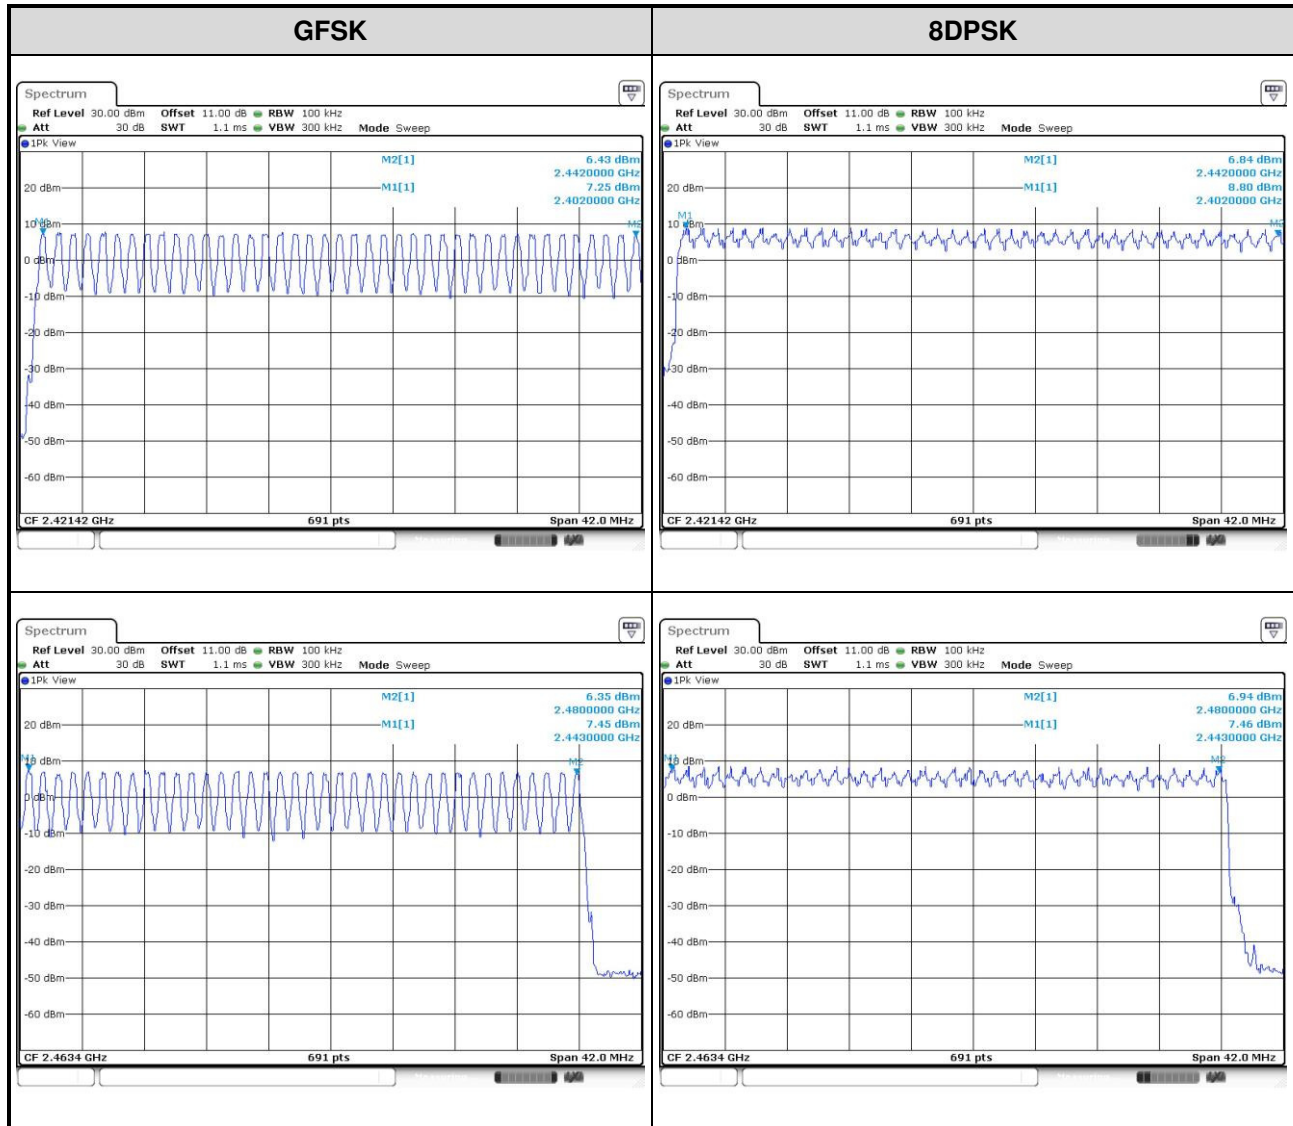 GFSK 8DPSK
Spectrum
Ref Level 30.00 dBm Offset 11.00 dB RBW 100 kHz
Att 30 dB SWT 1.1 ms VBW 300 kHz Mode Sweep
1Pk View
M2[1] 6.43 dBm
2.4420000 GHz
20 dBm M1[1] 7.25 dBm
2.4020000 GHz
M1 M2
10 dBm
0 dBm
-10 dBm
-20 dBm
-30 dBm
-40 dBm
-50 dBm
-60 dBm
CF 2.42142 GHz 691 pts Span 42.0 MHz
Spectrum
Ref Level 30.00 dBm Offset 11.00 dB RBW 100 kHz
Att 30 dB SWT 1.1 ms VBW 300 kHz Mode Sweep
1Pk View
M2[1] 6.84 dBm
2.4420000 GHz
20 dBm M1[1] 8.80 dBm
2.4020000 GHz
M1 M2
10 dBm
0 dBm
-10 dBm
-20 dBm
-30 dBm
-40 dBm
-50 dBm
-60 dBm
CF 2.42142 GHz 691 pts Span 42.0 MHz
Spectrum
Ref Level 30.00 dBm Offset 11.00 dB RBW 100 kHz
Att 30 dB SWT 1.1 ms VBW 300 kHz Mode Sweep
1Pk View
M2[1] 6.35 dBm
2.4800000 GHz
20 dBm M1[1] 7.45 dBm
2.4430000 GHz
M1 M2
10 dBm
0 dBm
-10 dBm
-20 dBm
-30 dBm
-40 dBm
-50 dBm
-60 dBm
CF 2.4634 GHz 691 pts Span 42.0 MHz
Spectrum
Ref Level 30.00 dBm Offset 11.00 dB RBW 100 kHz
Att 30 dB SWT 1.1 ms VBW 300 kHz Mode Sweep
1Pk View
M2[1] 6.94 dBm
2.4800000 GHz
20 dBm M1[1] 7.46 dBm
2.4430000 GHz
M1 M2
10 dBm
0 dBm
-10 dBm
-20 dBm
-30 dBm
-40 dBm
-50 dBm
-60 dBm
CF 2.4634 GHz 691 pts Span 42.0 MHz